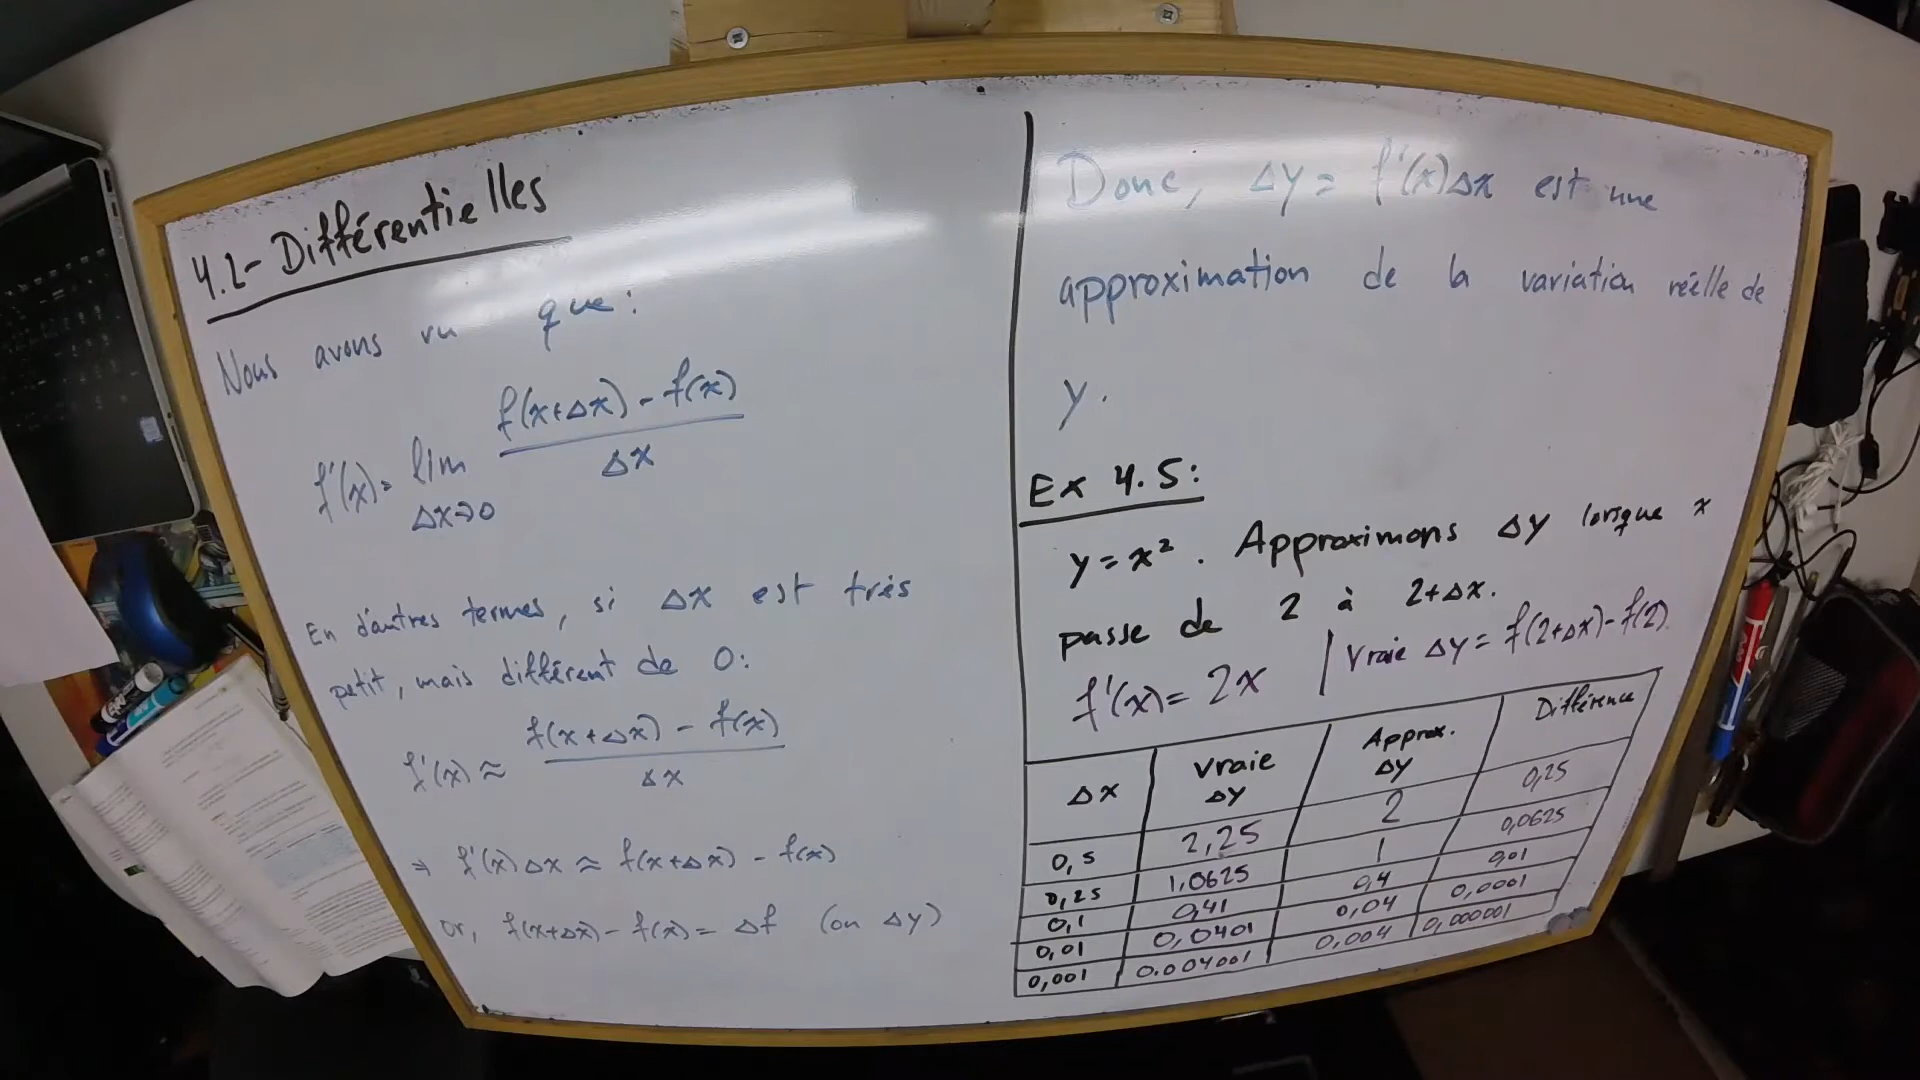 4.2- Différentielles
Nous avons vu que:
f'(x) = lim Δx→0 (f(x+Δx) - f(x)) / Δx
En d'autres termes, si Δx est très
petit, mais différent de 0:
f'(x) ≈ (f(x+Δx) - f(x)) / Δx
⇒ f'(x)Δx ≈ f(x+Δx) - f(x)
Or, f(x+Δx) - f(x) = Δf (ou Δy)
Donc, Δy = f'(x)Δx est une
approximation de la variation réelle de
y.
Ex 4.5:
y = x². Approximons Δy lorsque x
passe de 2 à 2+Δx.
f'(x) = 2x | Vraie Δy = f(2+Δx) - f(2)
Δx | Vraie Δy | Approx. Δy | Différence
0,5 | 2,25 | 2 | 0,25
0,25 | 1,0625 | 1 | 0,0625
0,1 | 0,41 | 0,4 | 0,01
0,01 | 0,0401 | 0,04 | 0,0001
0,001 | 0.004001 | 0,004 | 0,000001